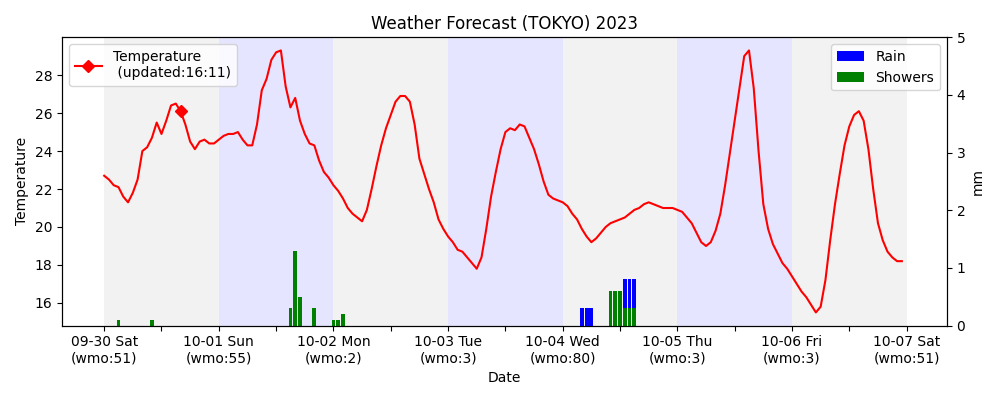 Weather Forecast (TOKYO) 2023
Temperature
(updated:16:11)
Rain
Showers
Temperature
28
26
24
22
20
18
16
5
4
3
2
1
0
mm
09-30 Sat
(wmo:51)
10-01 Sun
(wmo:55)
10-02 Mon
(wmo:2)
10-03 Tue
(wmo:3)
10-04 Wed
(wmo:80)
10-05 Thu
(wmo:3)
10-06 Fri
(wmo:3)
10-07 Sat
(wmo:51)
Date